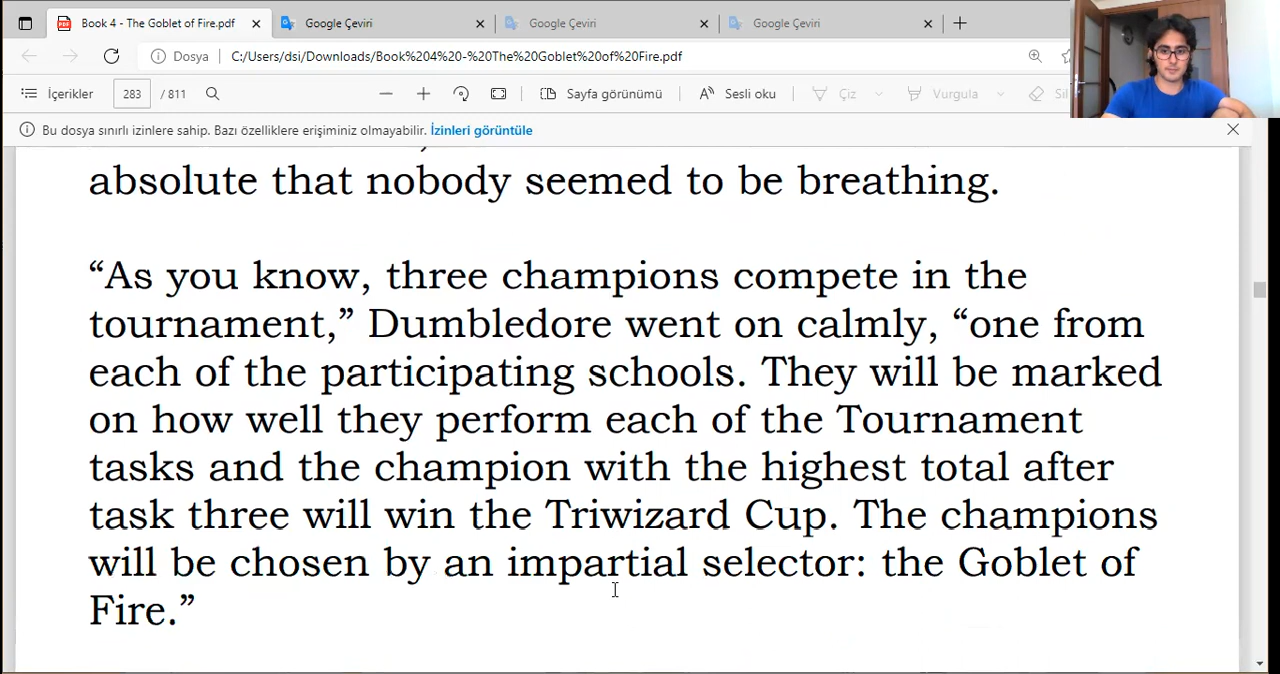 Book 4 - The Goblet of Fire.pdf
Google Çeviri
Google Çeviri
Google Çeviri
Dosya
C:/Users/dsi/Downloads/Book%204%20-%20The%20Goblet%20of%20Fire.pdf
İçerikler
283 / 811
Sayfa görünümü
Sesli oku
Çiz
Vurgula
Bu dosya sınırlı izinlere sahip. Bazı özelliklere erişiminiz olmayabilir. İzinleri görüntüle
absolute that nobody seemed to be breathing.
“As you know, three champions compete in the
tournament,” Dumbledore went on calmly, “one from
each of the participating schools. They will be marked
on how well they perform each of the Tournament
tasks and the champion with the highest total after
task three will win the Triwizard Cup. The champions
will be chosen by an impartial selector: the Goblet of
Fire.”